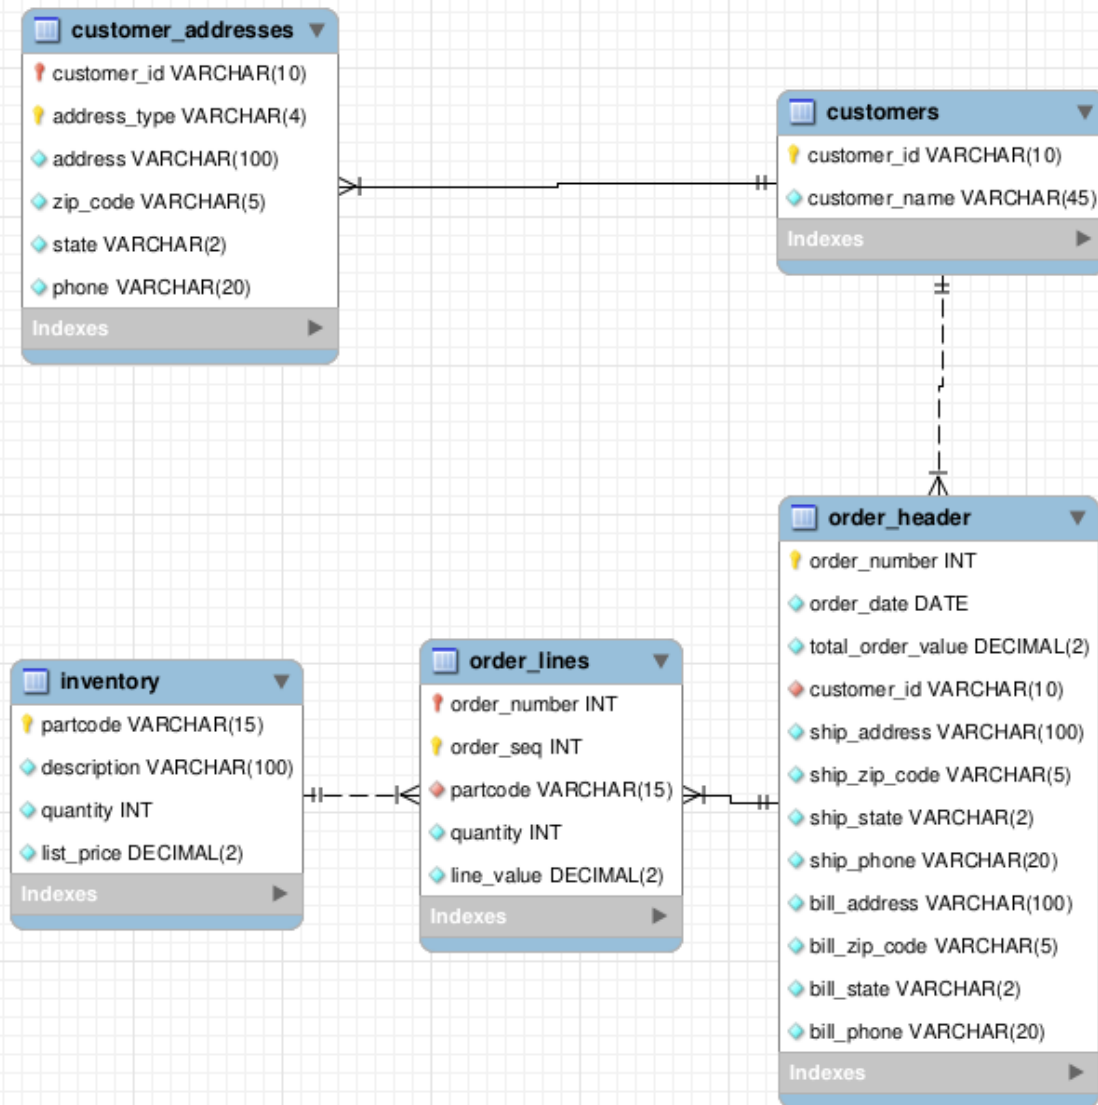 customer_addresses
customer_id VARCHAR(10)
address_type VARCHAR(4)
address VARCHAR(100)
zip_code VARCHAR(5)
state VARCHAR(2)
phone VARCHAR(20)
Indexes
customers
customer_id VARCHAR(10)
customer_name VARCHAR(45)
Indexes
inventory
partcode VARCHAR(15)
description VARCHAR(100)
quantity INT
list_price DECIMAL(2)
Indexes
order_lines
order_number INT
order_seq INT
partcode VARCHAR(15)
quantity INT
line_value DECIMAL(2)
Indexes
order_header
order_number INT
order_date DATE
total_order_value DECIMAL(2)
customer_id VARCHAR(10)
ship_address VARCHAR(100)
ship_zip_code VARCHAR(5)
ship_state VARCHAR(2)
ship_phone VARCHAR(20)
bill_address VARCHAR(100)
bill_zip_code VARCHAR(5)
bill_state VARCHAR(2)
bill_phone VARCHAR(20)
Indexes